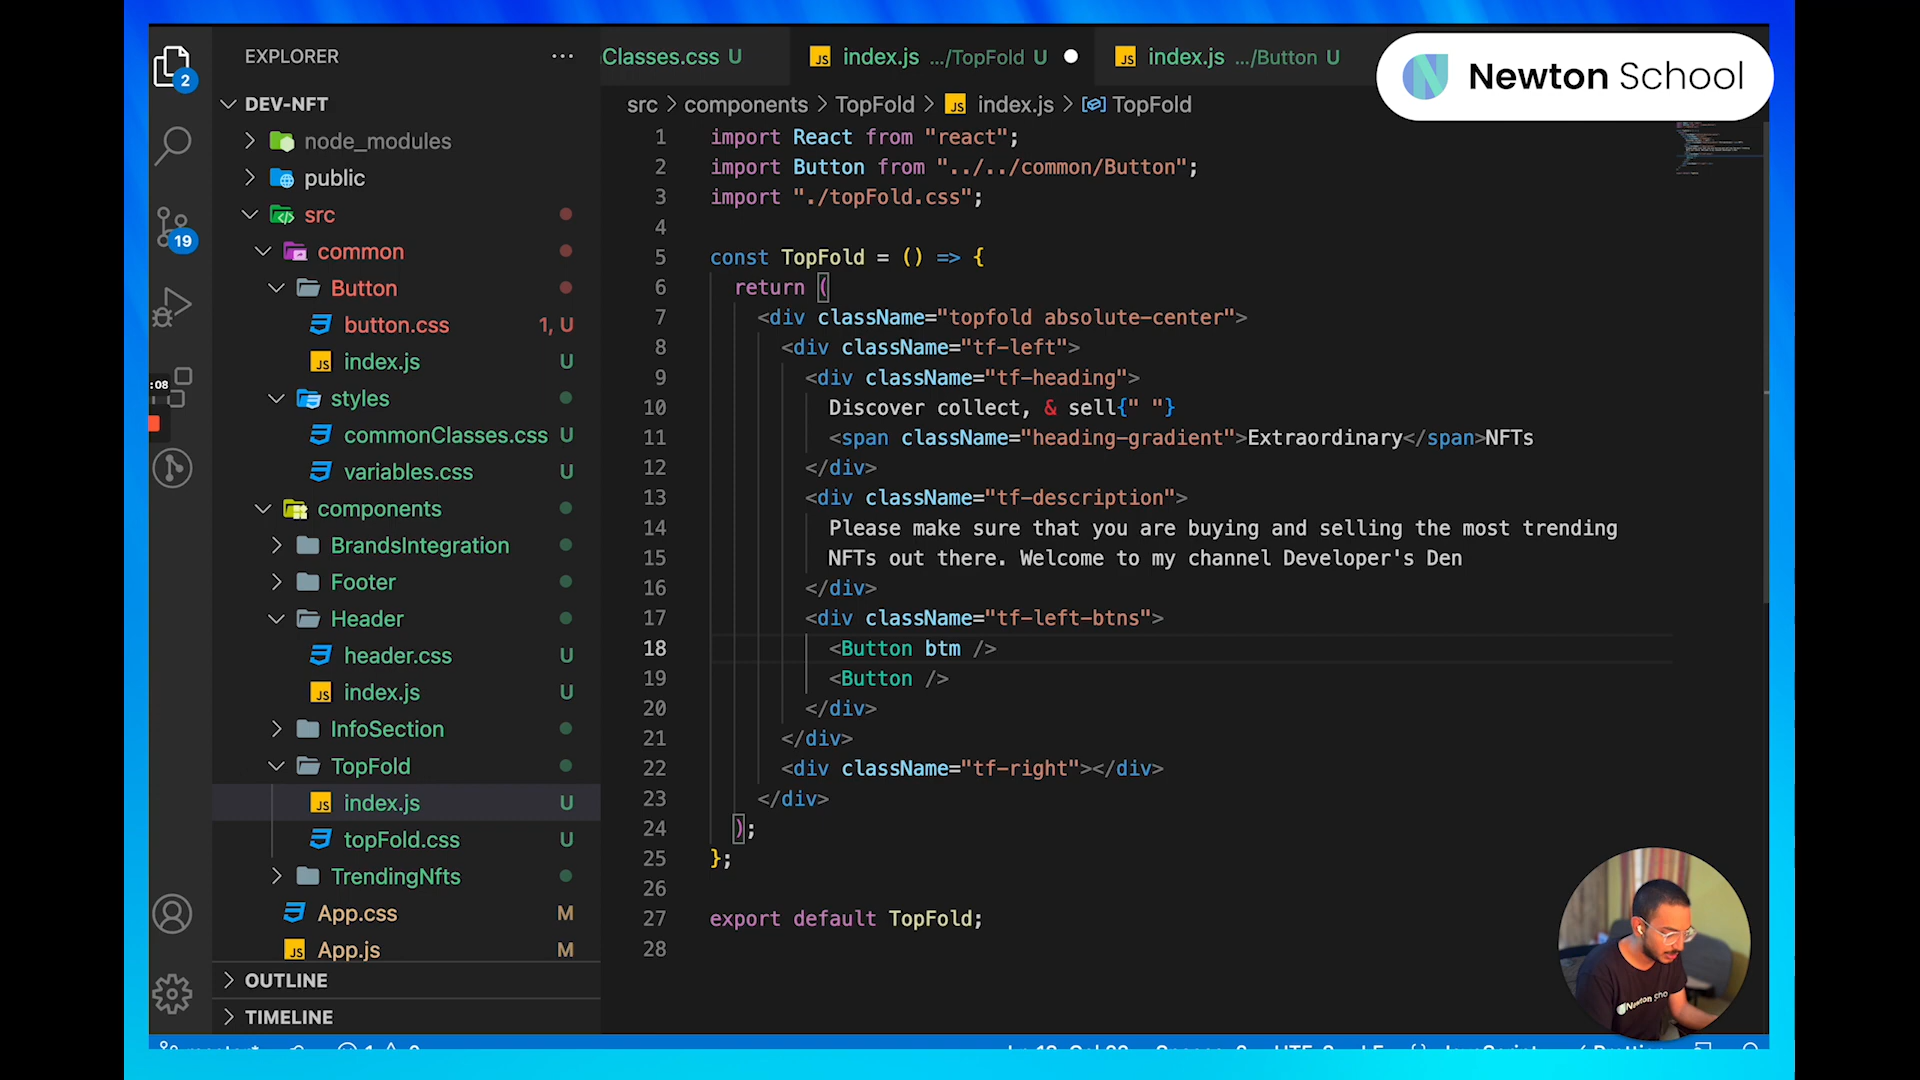 EXPLORER
Classes.css U
index.js .../TopFold U
index.js .../Button U
Newton School
2
DEV-NFT
src > components > TopFold > index.js > TopFold
node_modules
public
src
common
Button
button.css 1, U
index.js U
styles
commonClasses.css U
variables.css U
components
BrandsIntegration
Footer
Header
header.css U
index.js U
InfoSection
TopFold
index.js U
topFold.css U
TrendingNfts
App.css M
App.js M
OUTLINE
TIMELINE
19
:08
1 import React from "react";
2 import Button from "../../common/Button";
3 import "./topFold.css";
4
5 const TopFold = () => {
6 return (
7 <div className="topfold absolute-center">
8 <div className="tf-left">
9 <div className="tf-heading">
10 Discover collect, & sell{" "}
11 <span className="heading-gradient">Extraordinary</span>NFTs
12 </div>
13 <div className="tf-description">
14 Please make sure that you are buying and selling the most trending
15 NFTs out there. Welcome to my channel Developer's Den
16 </div>
17 <div className="tf-left-btns">
18 <Button btm />
19 <Button />
20 </div>
21 </div>
22 <div className="tf-right"></div>
23 </div>
24 );
25 };
26
27 export default TopFold;
28